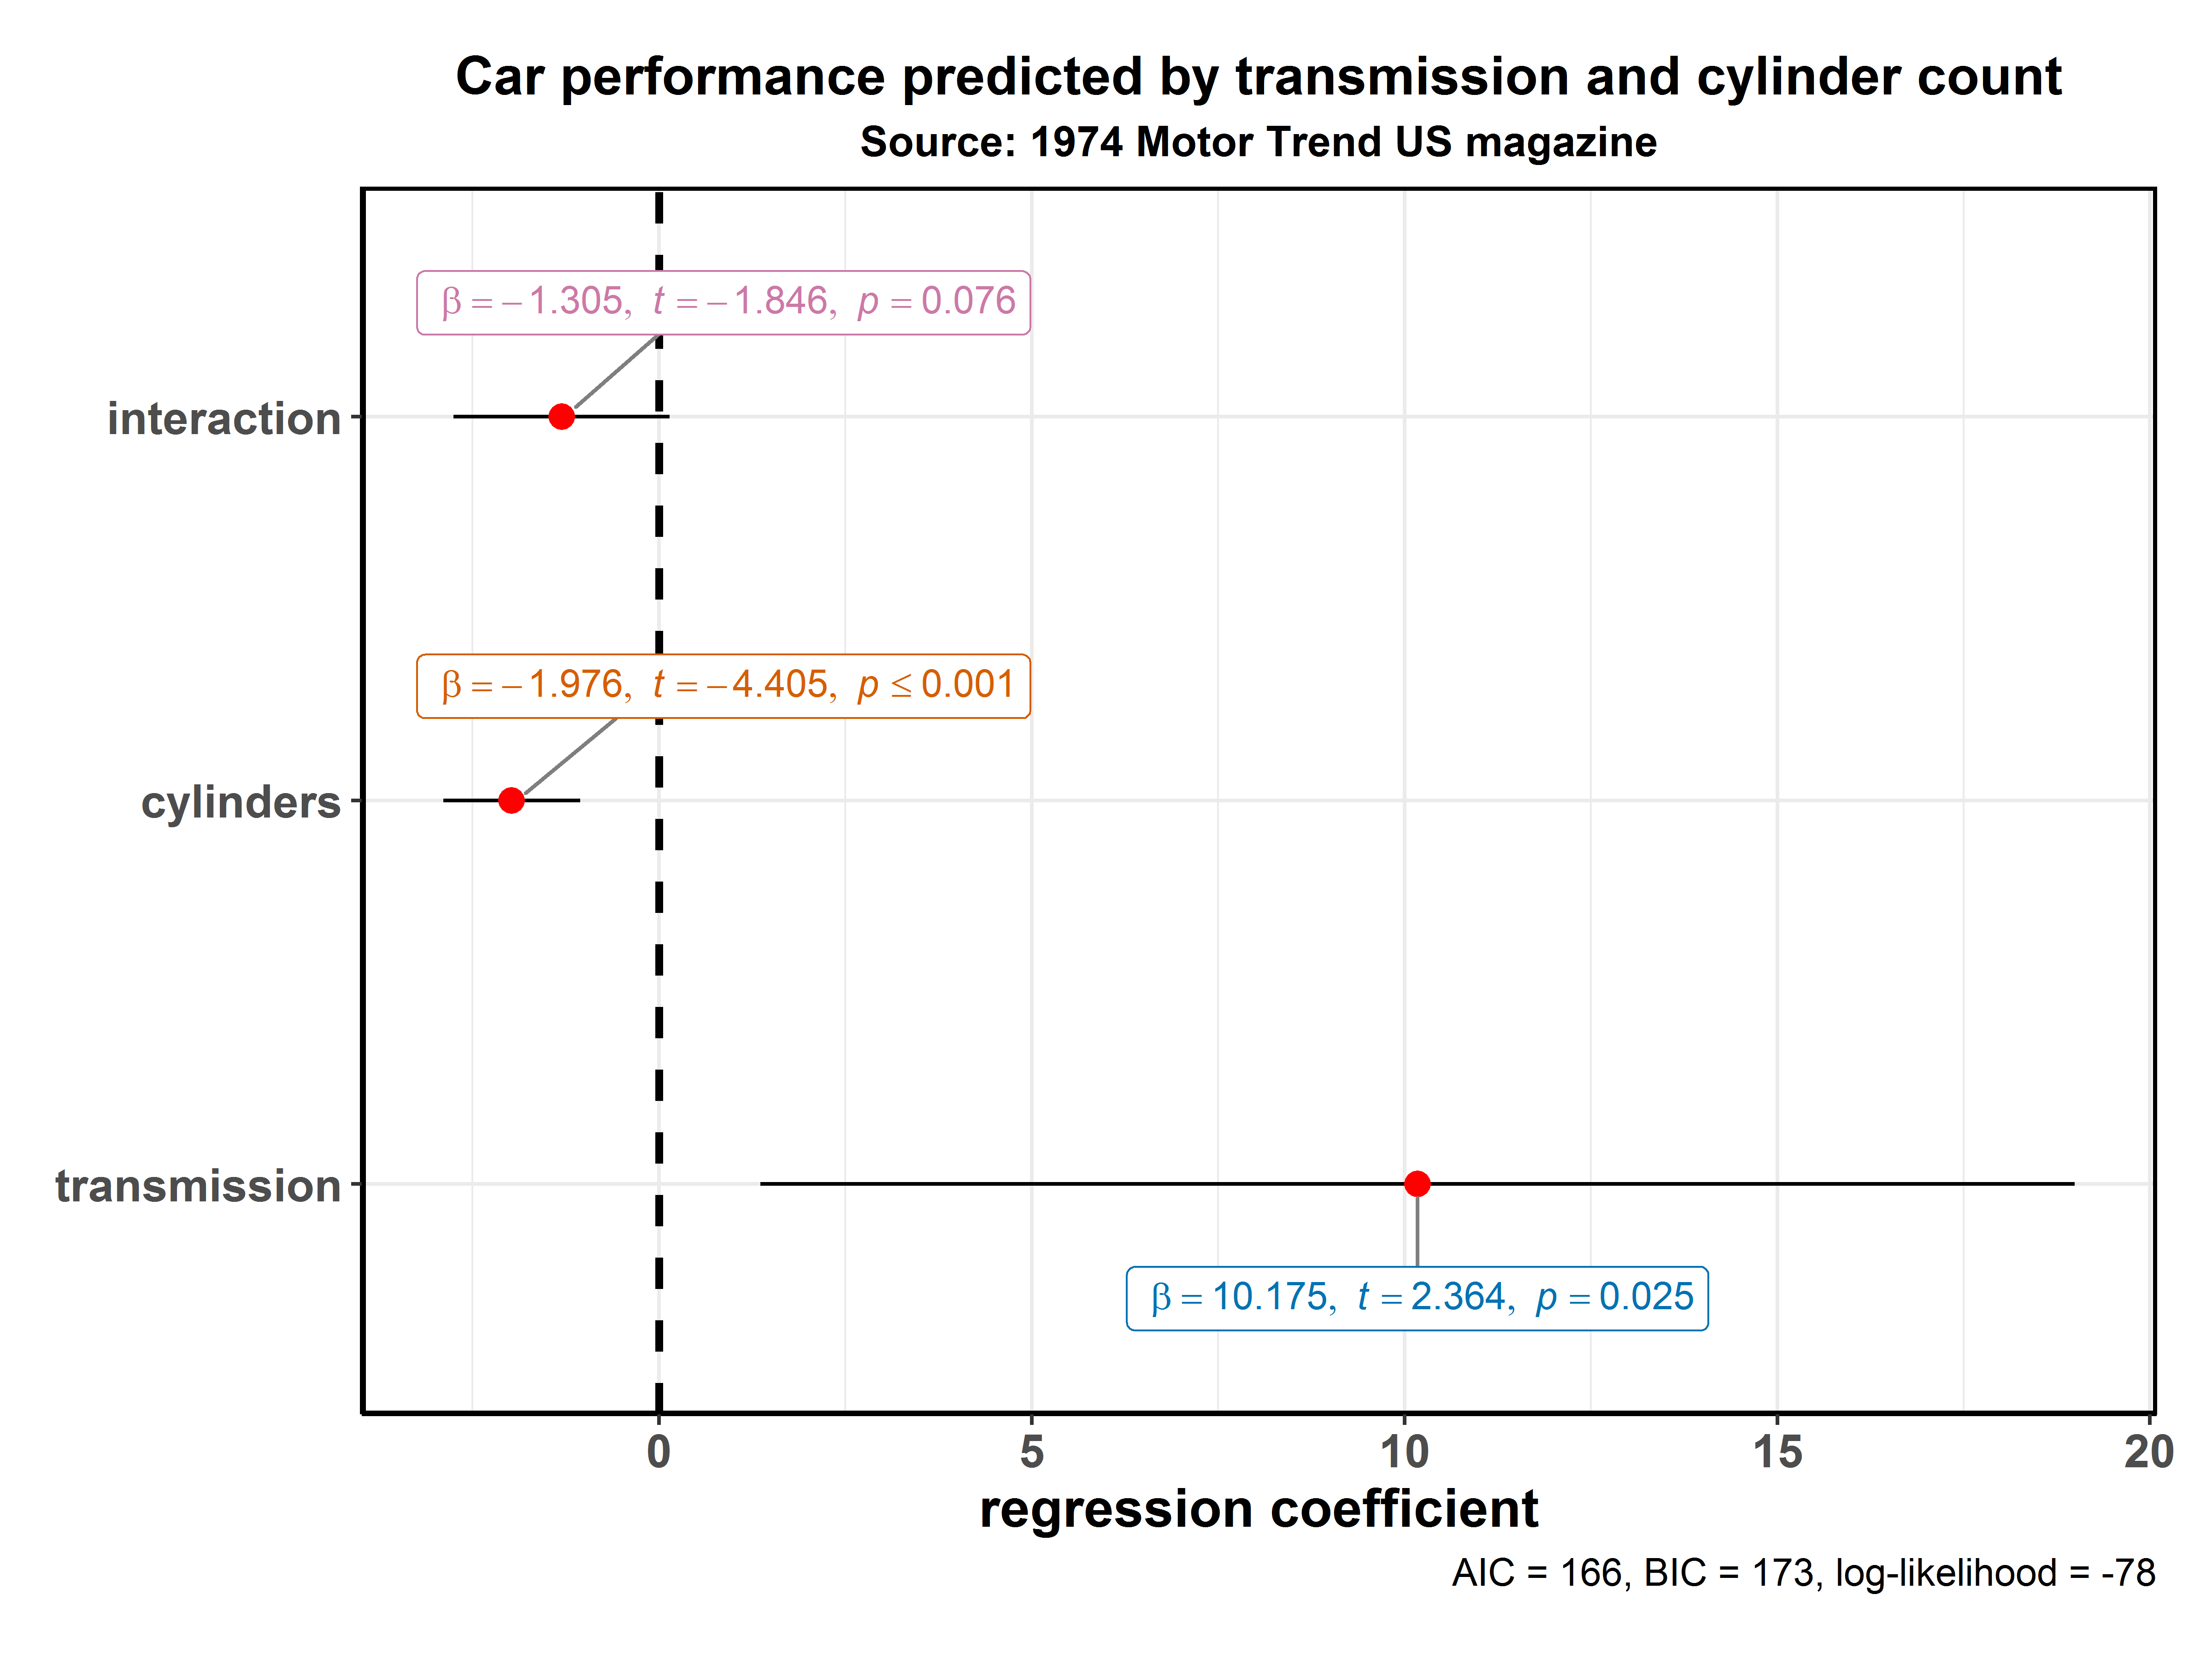 Car performance predicted by transmission and cylinder count
Source: 1974 Motor Trend US magazine
β = −1.305, t = −1.846, p = 0.076
interaction
β = −1.976, t = −4.405, p ≤ 0.001
cylinders
transmission
β = 10.175, t = 2.364, p = 0.025
0 5 10 15 20
regression coefficient
AIC = 166, BIC = 173, log-likelihood = -78